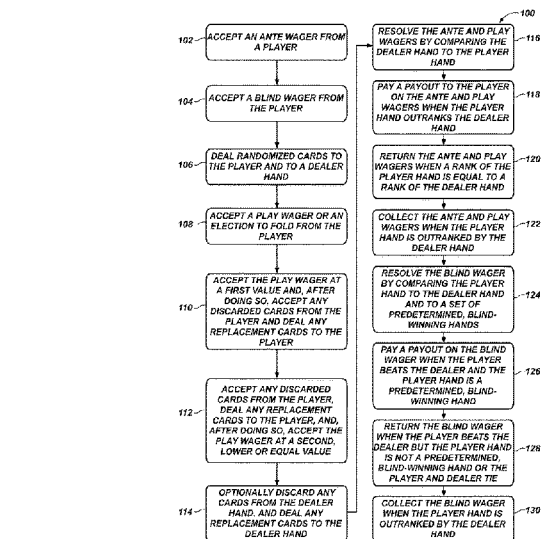 100
102
ACCEPT AN ANTE WAGER FROM
A PLAYER
104
ACCEPT A BLIND WAGER FROM
THE PLAYER
106
DEAL RANDOMIZED CARDS TO
THE PLAYER AND TO A DEALER
HAND
108
ACCEPT A PLAY WAGER OR AN
ELECTION TO FOLD FROM THE
PLAYER
110
ACCEPT THE PLAY WAGER AT
A FIRST VALUE AND, AFTER
DOING SO, ACCEPT ANY
DISCARDED CARDS FROM
THE PLAYER AND DEAL ANY
REPLACEMENT CARDS TO
THE PLAYER
112
ACCEPT ANY DISCARDED
CARDS FROM THE PLAYER,
DEAL ANY REPLACEMENT
CARDS TO THE PLAYER, AND,
AFTER DOING SO, ACCEPT THE
PLAY WAGER AT A SECOND,
LOWER OR EQUAL VALUE
114
OPTIONALLY DISCARD ANY
CARDS FROM THE DEALER
HAND, AND DEAL ANY
REPLACEMENT CARDS TO THE
DEALER HAND
RESOLVE THE ANTE AND PLAY
WAGERS BY COMPARING THE
DEALER HAND TO THE PLAYER
HAND
116
PAY A PAYOUT TO THE PLAYER
ON THE ANTE AND PLAY
WAGERS WHEN THE PLAYER
HAND OUTRANKS THE DEALER
HAND
118
RETURN THE ANTE AND PLAY
WAGERS WHEN A RANK OF THE
PLAYER HAND IS EQUAL TO A
RANK OF THE DEALER HAND
120
COLLECT THE ANTE AND PLAY
WAGERS WHEN THE PLAYER
HAND IS OUTRANKED BY THE
DEALER HAND
122
RESOLVE THE BLIND WAGER
BY COMPARING THE PLAYER
HAND TO THE DEALER HAND
AND TO A SET OF
PREDETERMINED, BLIND-
WINNING HANDS
124
PAY A PAYOUT ON THE BLIND
WAGER WHEN THE PLAYER
BEATS THE DEALER AND THE
PLAYER HAND IS A
PREDETERMINED, BLIND-
WINNING HAND
126
RETURN THE BLIND WAGER
WHEN THE PLAYER BEATS THE
DEALER BUT THE PLAYER HAND
IS NOT A PREDETERMINED,
BLIND-WINNING HAND OR THE
PLAYER AND DEALER TIE
128
COLLECT THE BLIND WAGER
WHEN THE PLAYER HAND IS
OUTRANKED BY THE DEALER
HAND
130